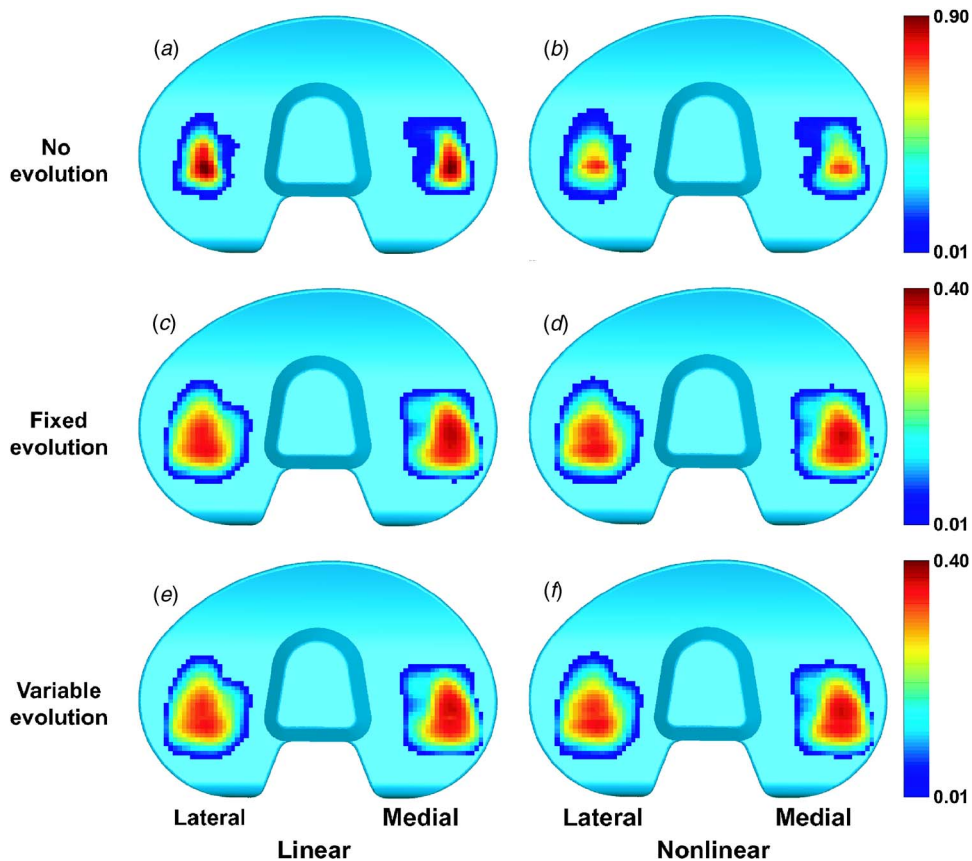 (a)
(b)
0.90
No
evolution
0.01
(c)
(d)
0.40
Fixed
evolution
0.01
(e)
(f)
0.40
Variable
evolution
0.01
Lateral
Medial
Lateral
Medial
Linear
Nonlinear